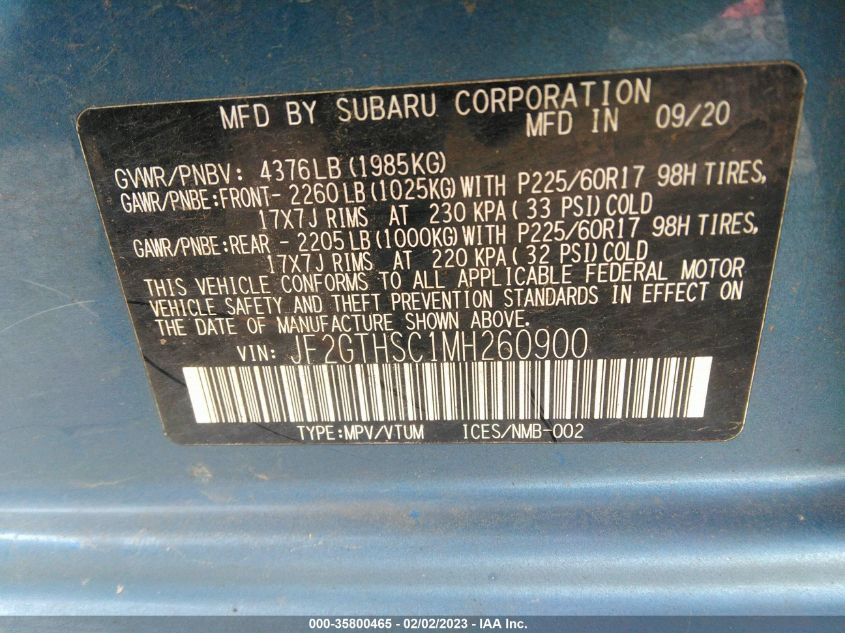 MFD BY SUBARU CORPORATION
MFD IN 09/20
GVWR/PNBV: 4376LB(1985KG)
GAWR/PNBE:FRONT- 2260LB(1025KG)WITH P225/60R17 98H TIRES,
17X7J RIMS AT 230 KPA( 33 PSI)COLD
GAWR/PNBE:REAR - 2205LB(1000KG)WITH P225/60R17 98H TIRES,
17X7J RIMS AT 220 KPA( 32 PSI)COLD
THIS VEHICLE CONFORMS TO ALL APPLICABLE FEDERAL MOTOR
VEHICLE SAFETY AND THEFT PREVENTION STANDARDS IN EFFECT ON
THE DATE OF MANUFACTURE SHOWN ABOVE.
VIN: JF2GTHSC1MH260900
TYPE:MPV/VTUM ICES/NMB-002
000-35800465 - 02/02/2023 - IAA Inc.